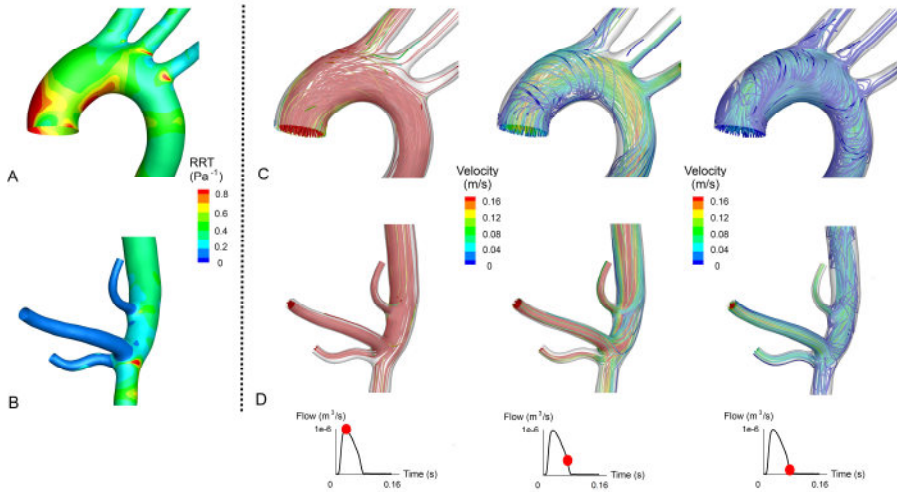 A
RRT
(Pa⁻¹)
0.8
0.6
0.4
0.2
0
B
C
Velocity
(m/s)
0.16
0.12
0.08
0.04
0
Velocity
(m/s)
0.16
0.12
0.08
0.04
0
D
Flow (m³/s)
1e-6
Time (s)
0
0.16
Flow (m³/s)
1e-6
Time (s)
0
0.16
Flow (m³/s)
1e-6
Time (s)
0
0.16